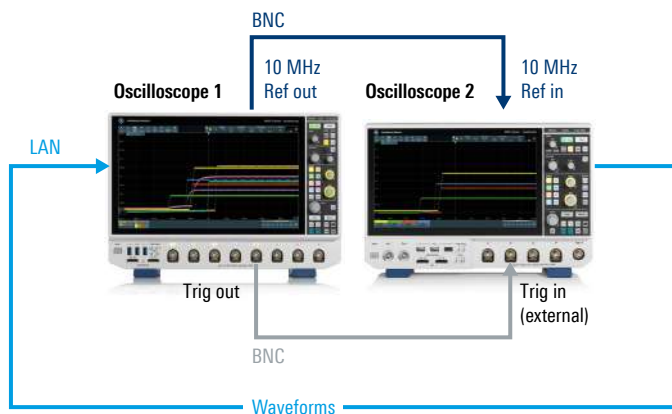 BNC
10 MHz
Ref out
10 MHz
Ref in
Oscilloscope 1
Oscilloscope 2
LAN
Trig out
Trig in
(external)
BNC
Waveforms